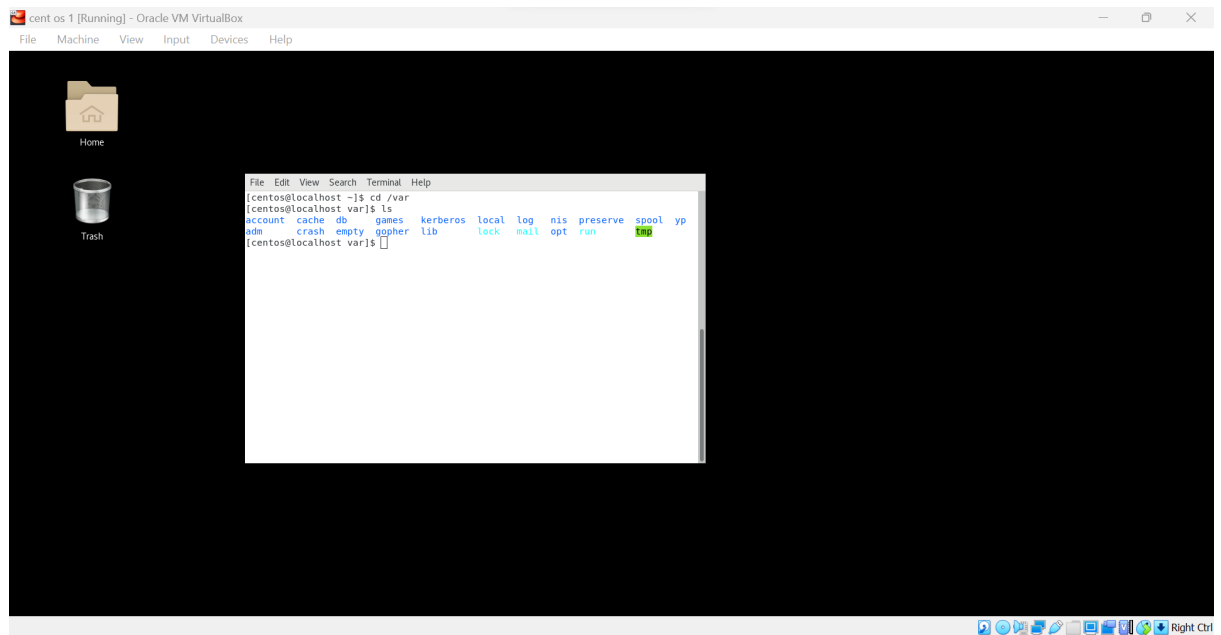 cent os 1 [Running] - Oracle VM VirtualBox
File Machine View Input Devices Help
Home
Trash
File Edit View Search Terminal Help
[centos@localhost ~]$ cd /var
[centos@localhost var]$ ls
account cache db games kerberos local log nis preserve spool yp
adm crash empty gopher lib lock mail opt run tmp
[centos@localhost var]$
Right Ctrl